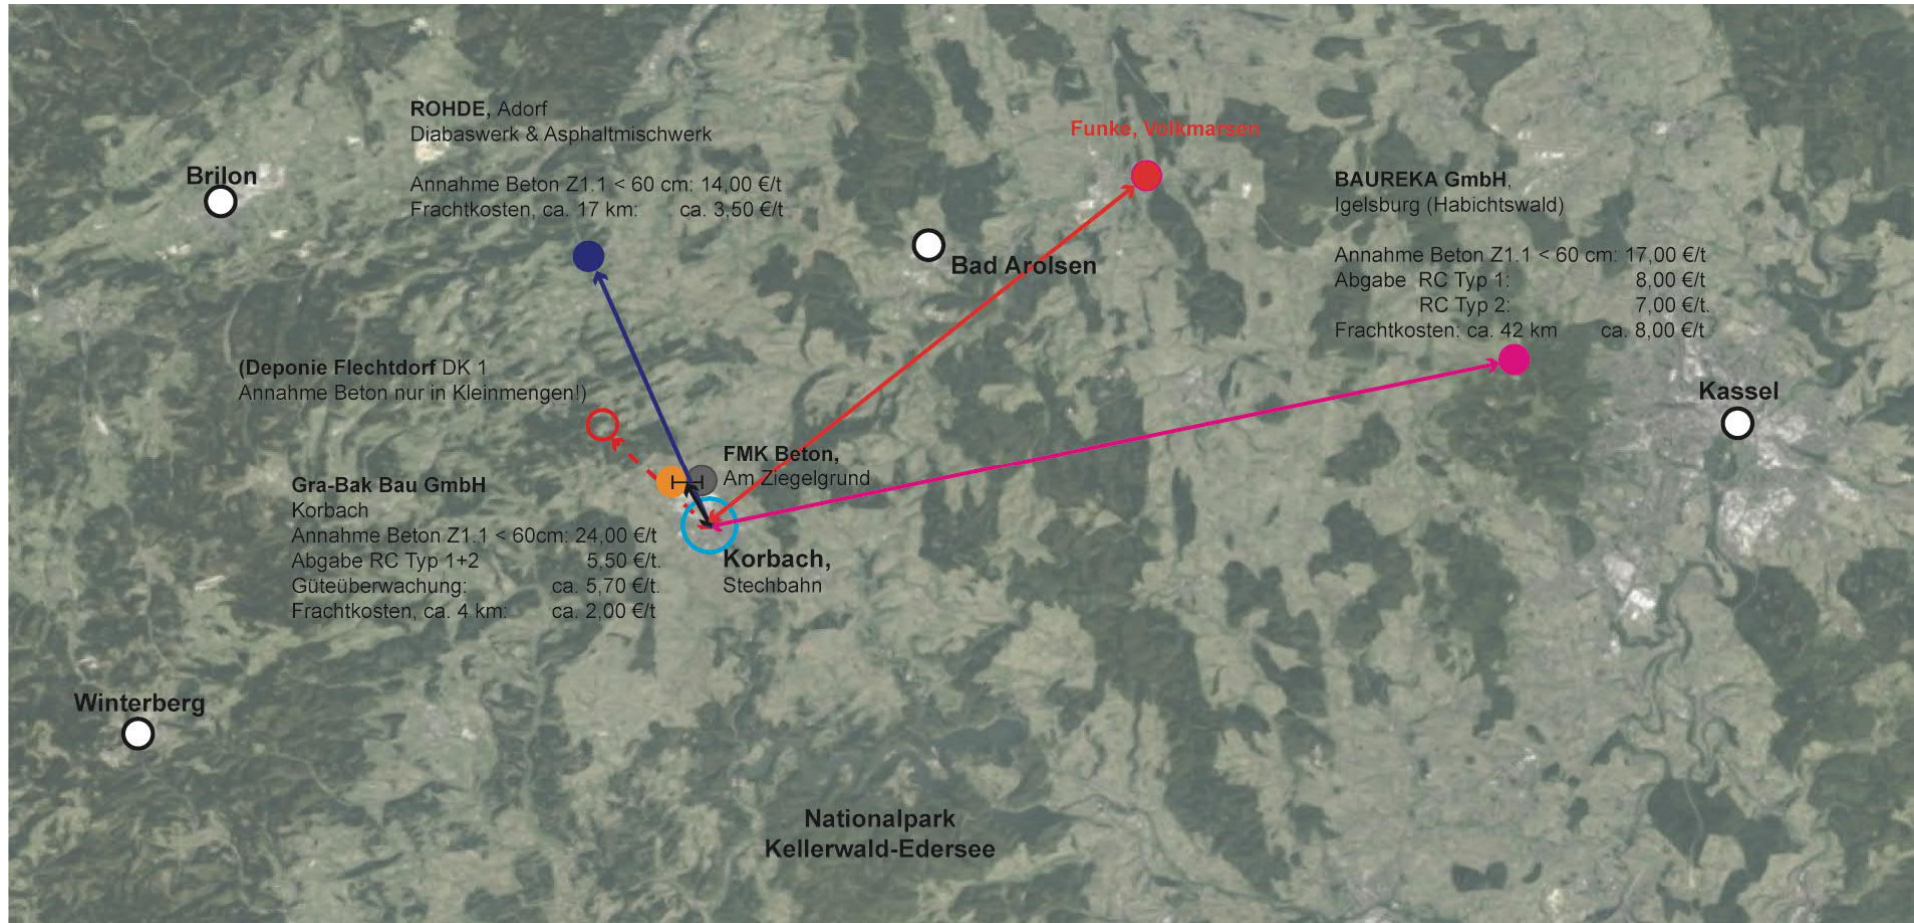 ROHDE, Adorf
Diabaswerk & Asphaltmischwerk
Annahme Beton Z1.1 < 60 cm: 14,00 €/t
Frachtkosten, ca. 17 km: ca. 3,50 €/t
Brilon
Funke, Volkmarsen
BAUREKA GmbH,
Igelsburg (Habichtswald)
Annahme Beton Z1.1 < 60 cm: 17,00 €/t
Abgabe RC Typ 1: 8,00 €/t
RC Typ 2: 7,00 €/t.
Frachtkosten: ca. 42 km ca. 8,00 €/t
Bad Arolsen
(Deponie Flechtdorf DK 1
Annahme Beton nur in Kleinmengen!)
Kassel
FMK Beton,
Am Ziegelgrund
Gra-Bak Bau GmbH
Korbach
Annahme Beton Z1.1 < 60cm: 24,00 €/t
Abgabe RC Typ 1+2 5,50 €/t.
Güteüberwachung: ca. 5,70 €/t.
Frachtkosten, ca. 4 km: ca. 2,00 €/t
Korbach,
Stechbahn
Winterberg
Nationalpark
Kellerwald-Edersee